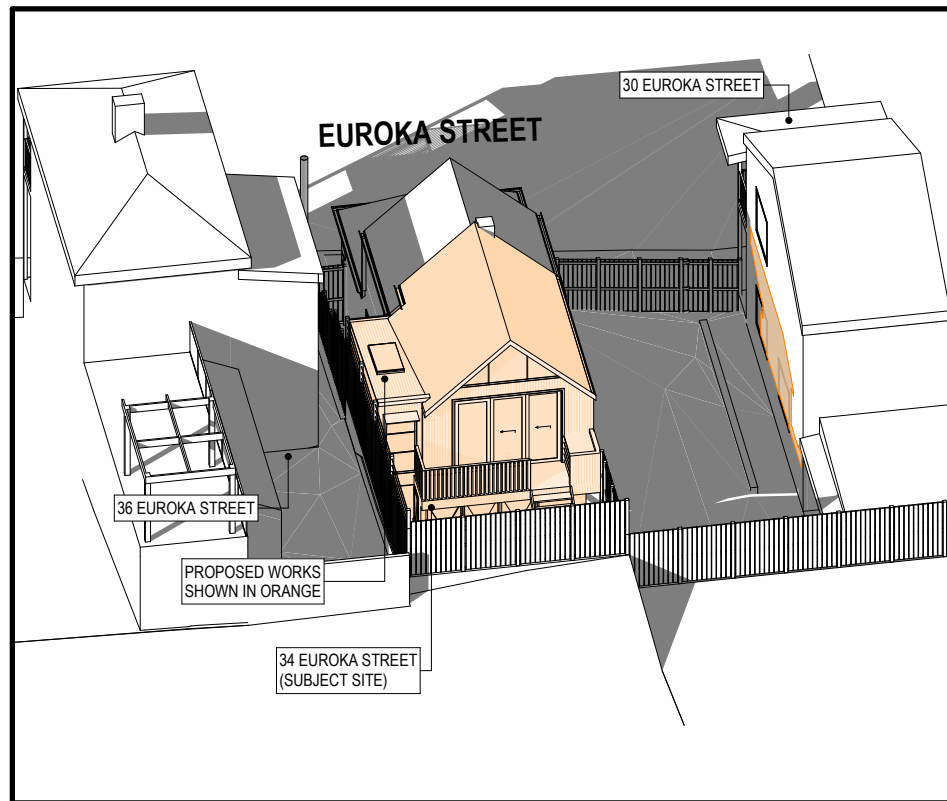 30 EUROKA STREET
EUROKA STREET
36 EUROKA STREET
PROPOSED WORKS
SHOWN IN ORANGE
34 EUROKA STREET
(SUBJECT SITE)